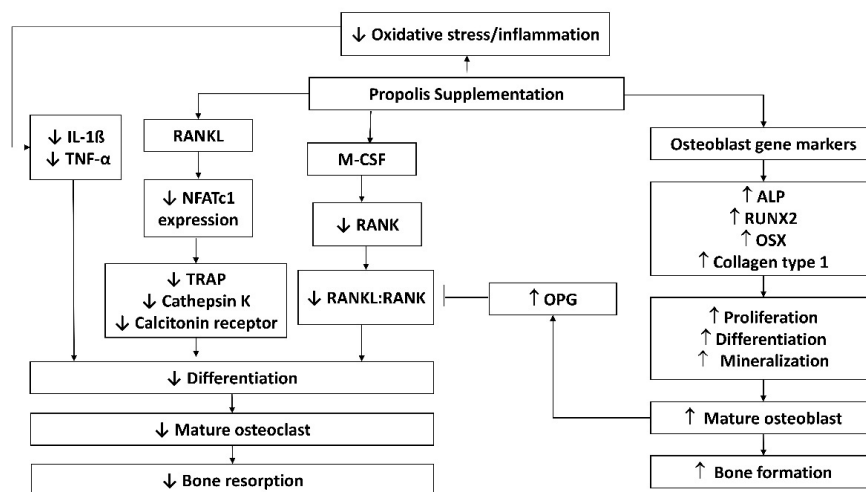 ↓ Oxidative stress/inflammation
Propolis Supplementation
↓ IL-1ß
↓ TNF-α
RANKL
M-CSF
Osteoblast gene markers
↓ NFATc1
expression
↓ RANK
↑ ALP
↑ RUNX2
↑ OSX
↑ Collagen type 1
↓ TRAP
↓ Cathepsin K
↓ Calcitonin receptor
↓ RANKL:RANK
↑ OPG
↑ Proliferation
↑ Differentiation
↑ Mineralization
↓ Differentiation
↓ Mature osteoclast
↑ Mature osteoblast
↓ Bone resorption
↑ Bone formation